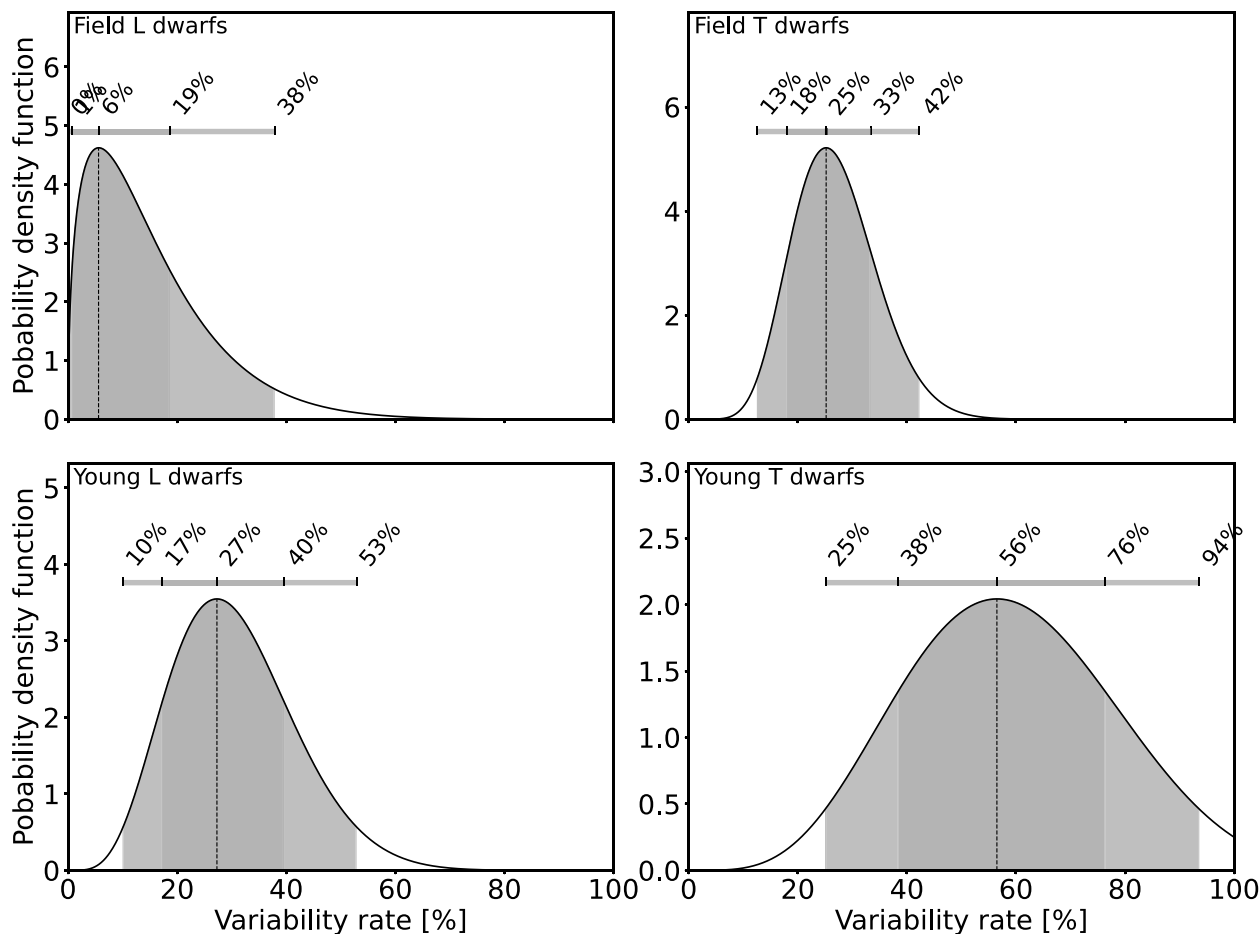 Field L dwarfs
Pobability density function
6
5
4
3
2
1
0
0% 1% 6% 19% 38%
Field T dwarfs
6
4
2
0
13% 18% 25% 33% 42%
Young L dwarfs
Pobability density function
5
4
3
2
1
0
10% 17% 27% 40% 53%
0 20 40 60 80 100
Variability rate [%]
Young T dwarfs
3.0
2.5
2.0
1.5
1.0
0.5
0.0
25% 38% 56% 76% 94%
0 20 40 60 80 100
Variability rate [%]